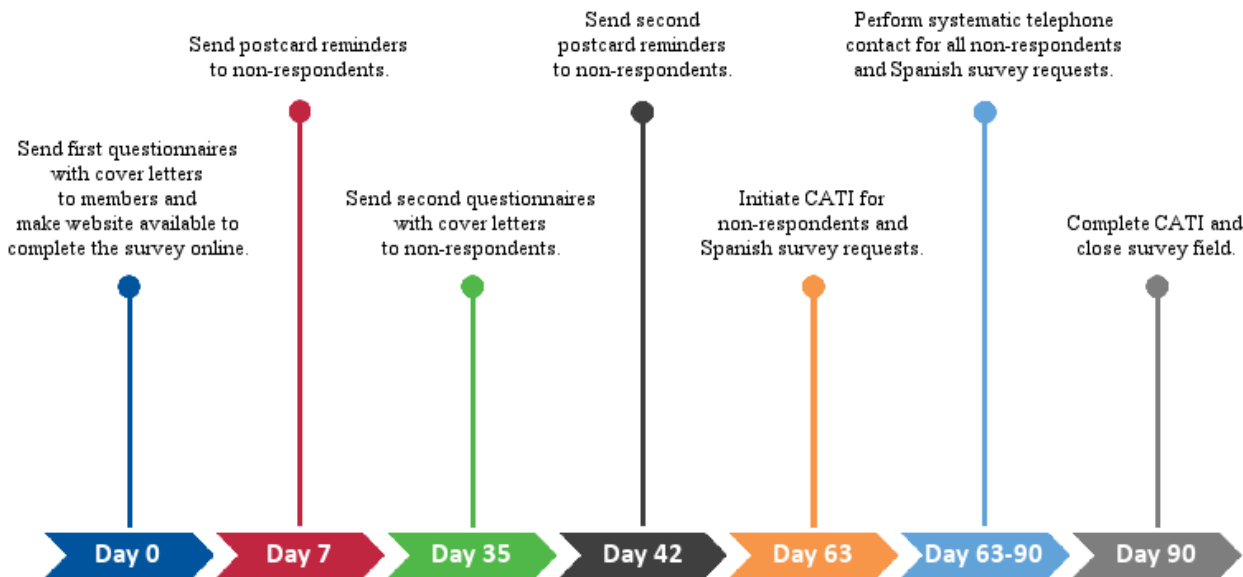 Send first questionnaires
with cover letters
to members and
make website available to
complete the survey online.
Send postcard reminders
to non-respondents.
Send second questionnaires
with cover letters
to non-respondents.
Send second
postcard reminders
to non-respondents.
Initiate CATI for
non-respondents and
Spanish survey requests.
Perform systematic telephone
contact for all non-respondents
and Spanish survey requests.
Complete CATI and
close survey field.
Day 0
Day 7
Day 35
Day 42
Day 63
Day 63-90
Day 90